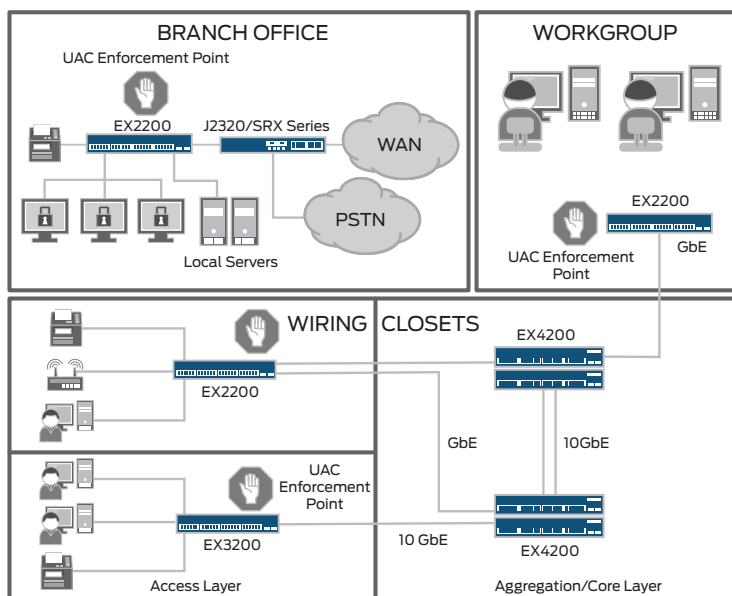 BRANCH OFFICE
UAC Enforcement Point
EX2200
J2320/SRX Series
WAN
PSTN
Local Servers
WORKGROUP
EX2200
GbE
UAC Enforcement
Point
WIRING
CLOSETS
EX2200
UAC
Enforcement
Point
EX3200
Access Layer
EX4200
GbE
10GbE
10 GbE
EX4200
Aggregation/Core Layer